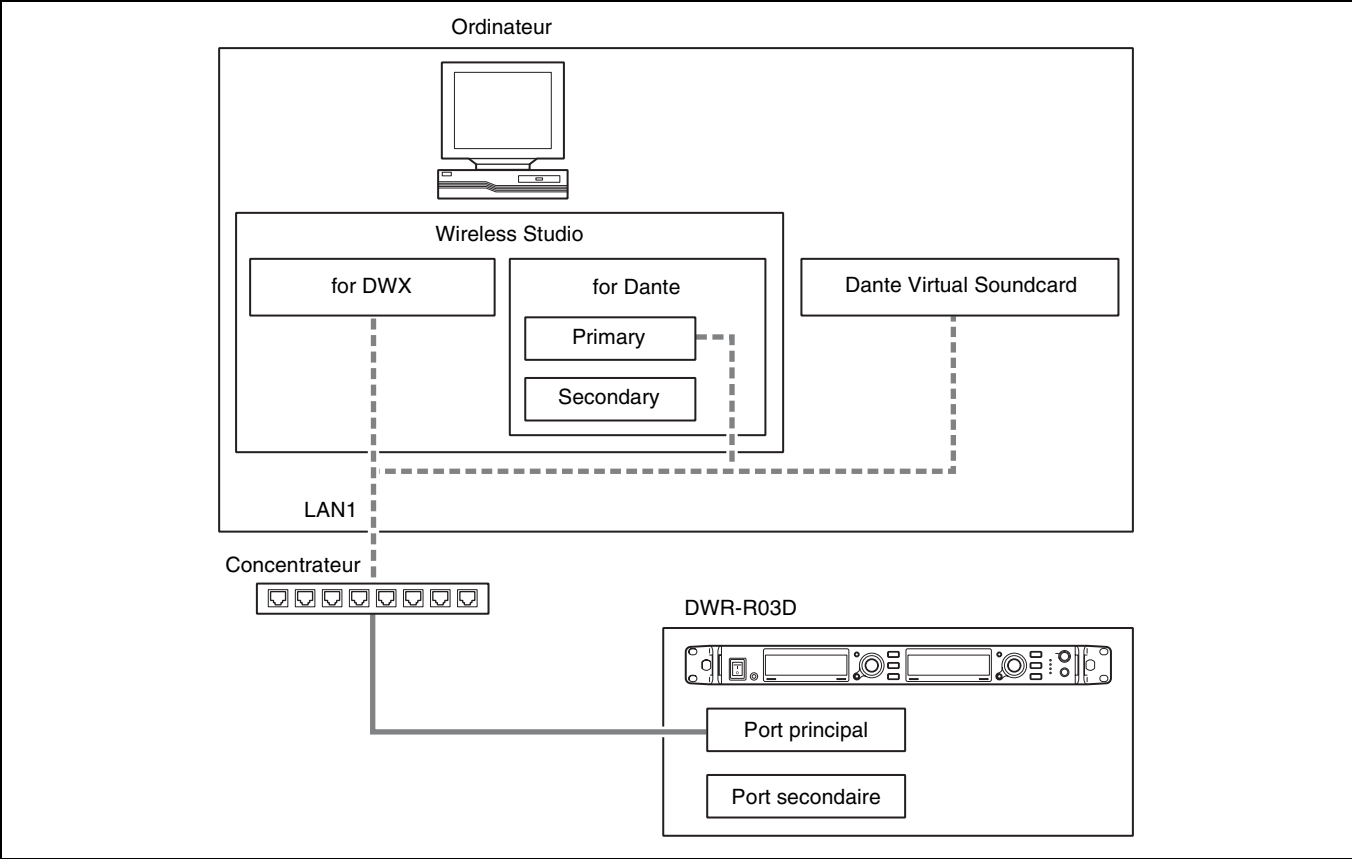 Ordinateur
Wireless Studio
for DWX
for Dante
Dante Virtual Soundcard
Primary
Secondary
LAN1
Concentrateur
DWR-R03D
Port principal
Port secondaire